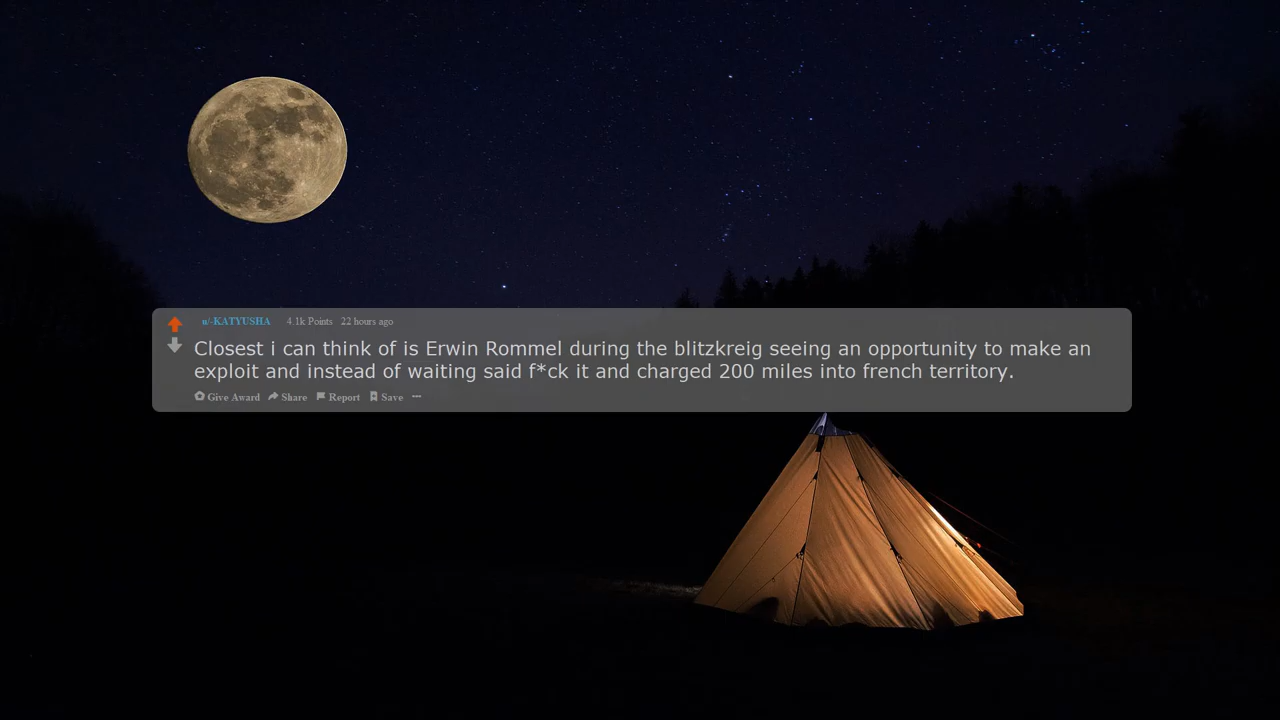 u/-KATYUSHA 4.1k Points 22 hours ago
Closest i can think of is Erwin Rommel during the blitzkreig seeing an opportunity to make an
exploit and instead of waiting said f*ck it and charged 200 miles into french territory.
Give Award Share Report Save